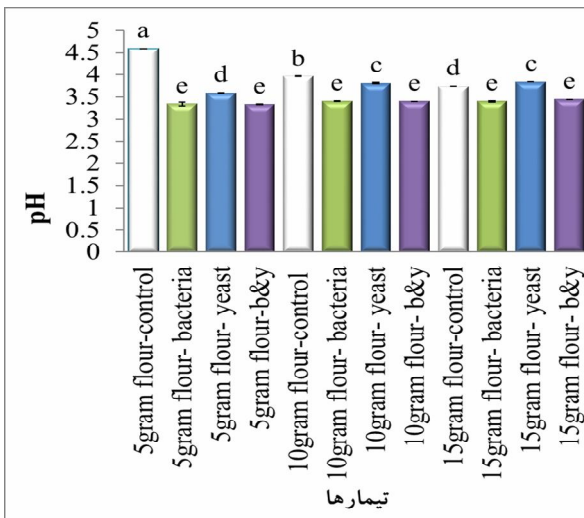 pH
5
4.5
4
3.5
3
2.5
2
1.5
1
0.5
0
a
e
d
e
b
e
c
e
d
e
c
e
5gram flour-control
5gram flour- bacteria
5gram flour- yeast
5gram flour-b&y
10gram flour-control
10gram flour- bacteria
10gram flour- yeast
10gram flour- b&y
15gram flour-control
15gram flour- bacteria
15gram flour- yeast
15gram flour- b&y
تیمارها